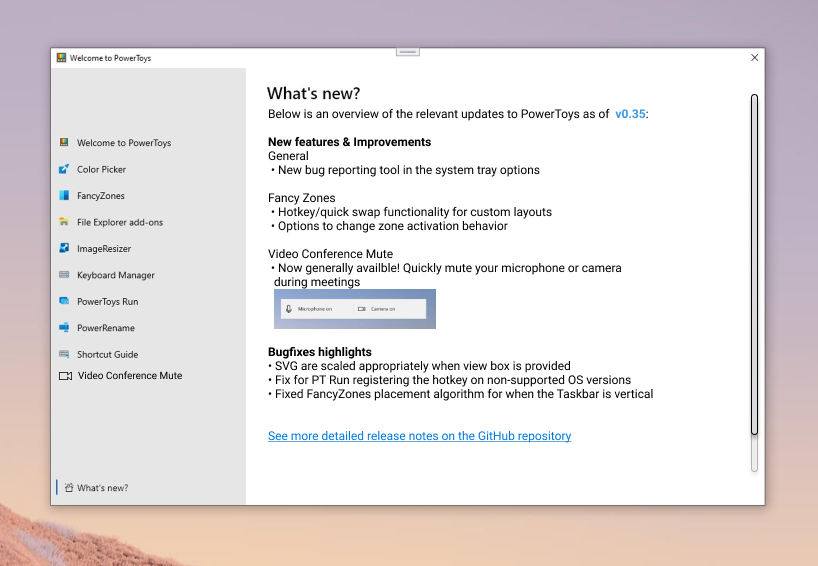 Welcome to PowerToys
Welcome to PowerToys
Color Picker
FancyZones
File Explorer add-ons
ImageResizer
Keyboard Manager
PowerToys Run
PowerRename
Shortcut Guide
Video Conference Mute
What's new?
What's new?
Below is an overview of the relevant updates to PowerToys as of v0.35:
New features & Improvements
General
• New bug reporting tool in the system tray options
Fancy Zones
• Hotkey/quick swap functionality for custom layouts
• Options to change zone activation behavior
Video Conference Mute
• Now generally availble! Quickly mute your microphone or camera
during meetings
Microphone on Camera on
Bugfixes highlights
• SVG are scaled appropriately when view box is provided
• Fix for PT Run registering the hotkey on non-supported OS versions
• Fixed FancyZones placement algorithm for when the Taskbar is vertical
See more detailed release notes on the GitHub repository